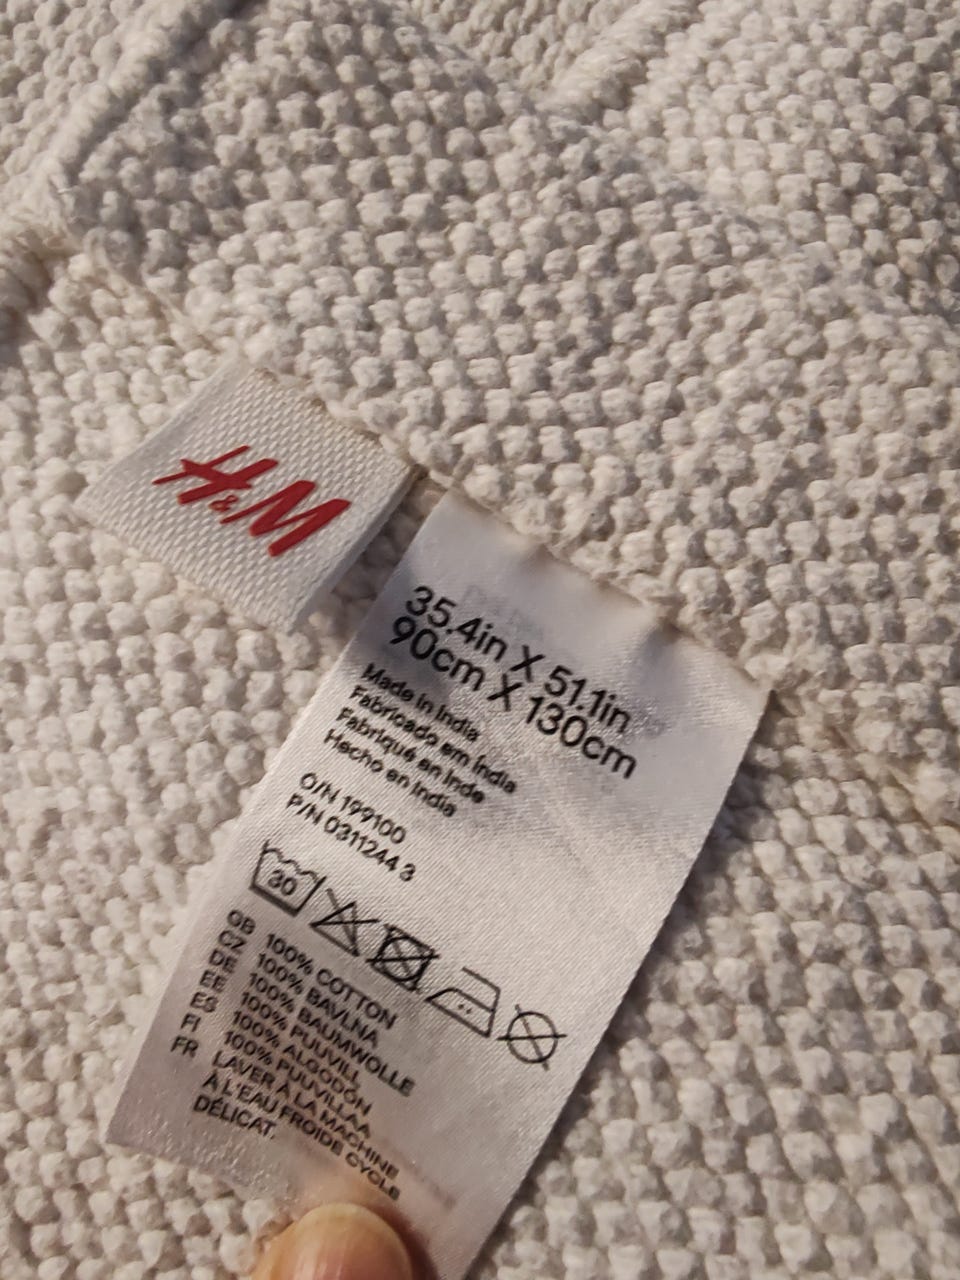 H&M
35.4in X 51.1in
90cm X 130cm
Made in India
Fabricado em Índia
Fabriqué en Inde
Hecho en India
O/N 199100
P/N 0311244 3
30
GB 100% COTTON
CZ 100% BAVLNA
DE 100% BAUMWOLLE
EE 100% PUUVILL
ES 100% ALGODON
FI 100% PUUVILLAA
FR LAVER À LA MACHINE
À L'EAU FROIDE CYCLE
DÉLICAT.